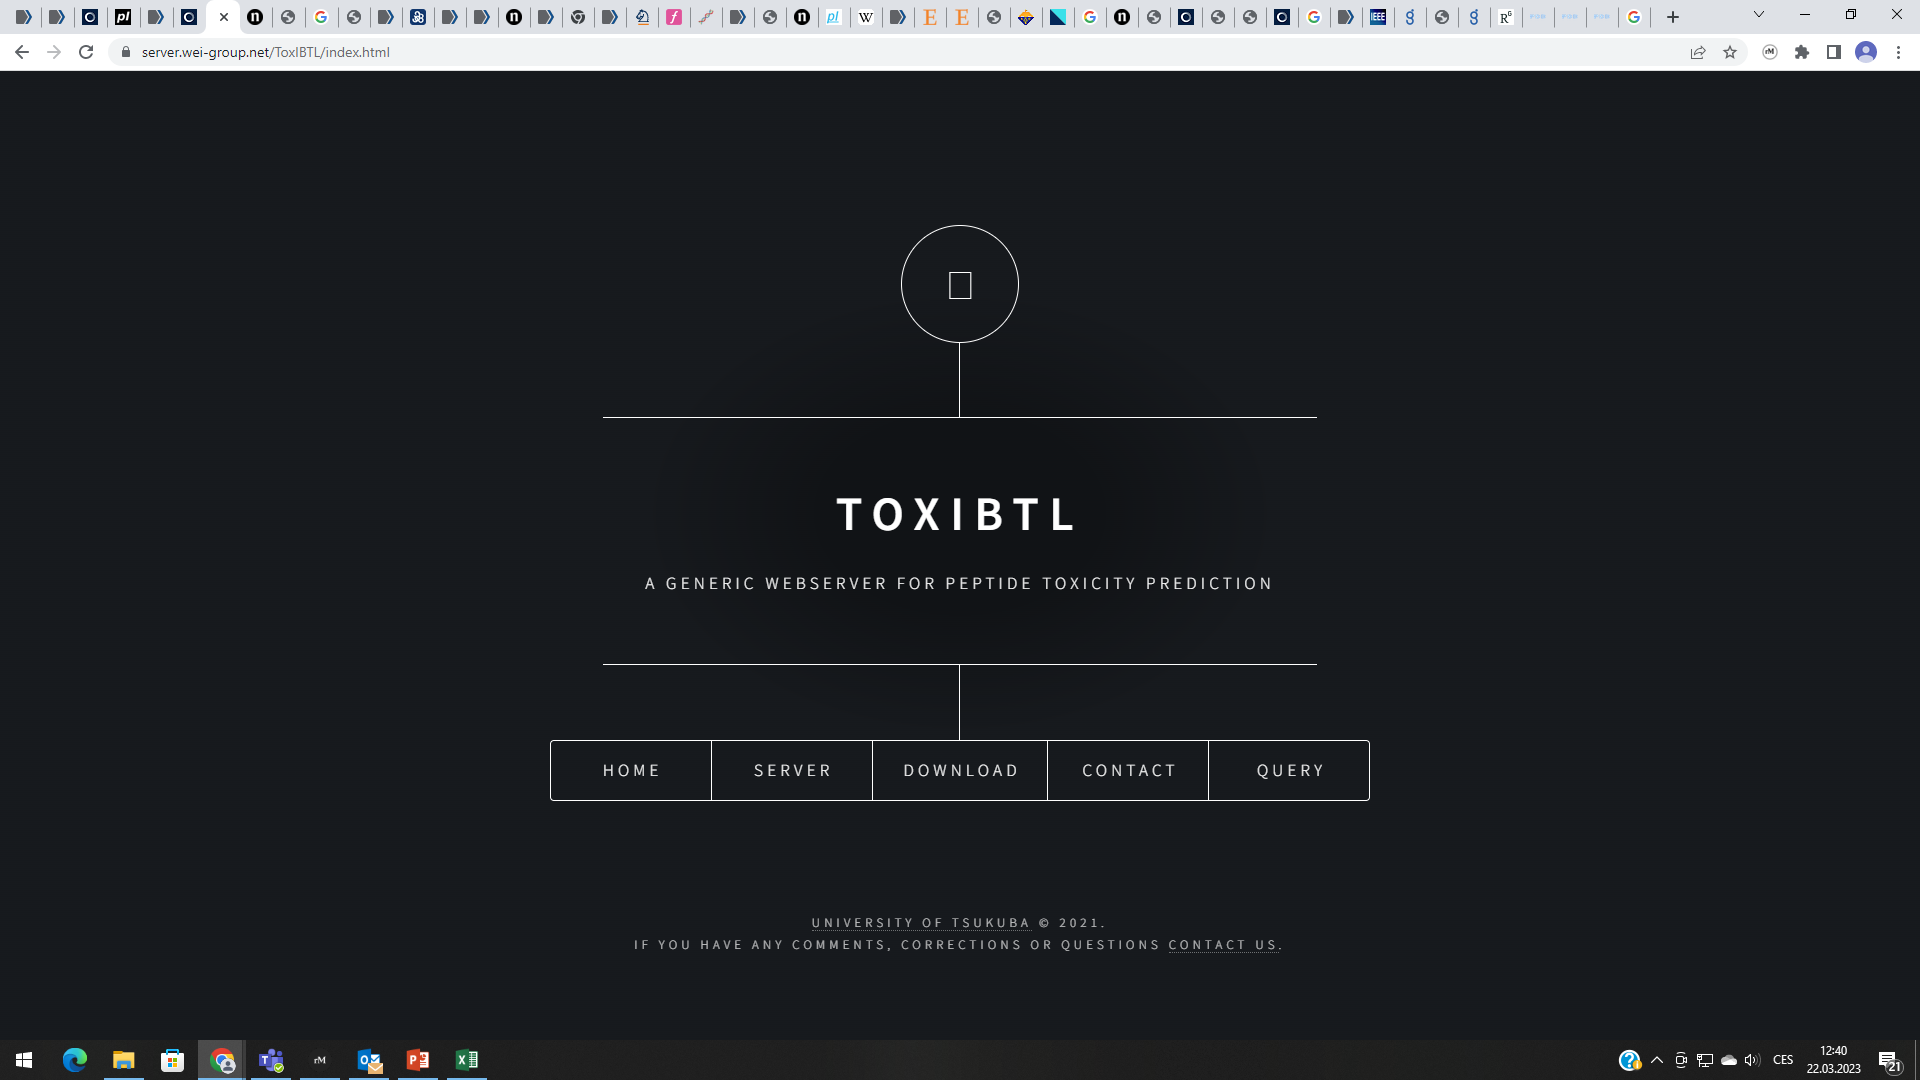 server.wei-group.net/ToxIBTL/index.html
TOXIBTL
A GENERIC WEBSERVER FOR PEPTIDE TOXICITY PREDICTION
HOME SERVER DOWNLOAD CONTACT QUERY
UNIVERSITY OF TSUKUBA © 2021.
IF YOU HAVE ANY COMMENTS, CORRECTIONS OR QUESTIONS CONTACT US.
rM CES 12:40
22.03.2023 21